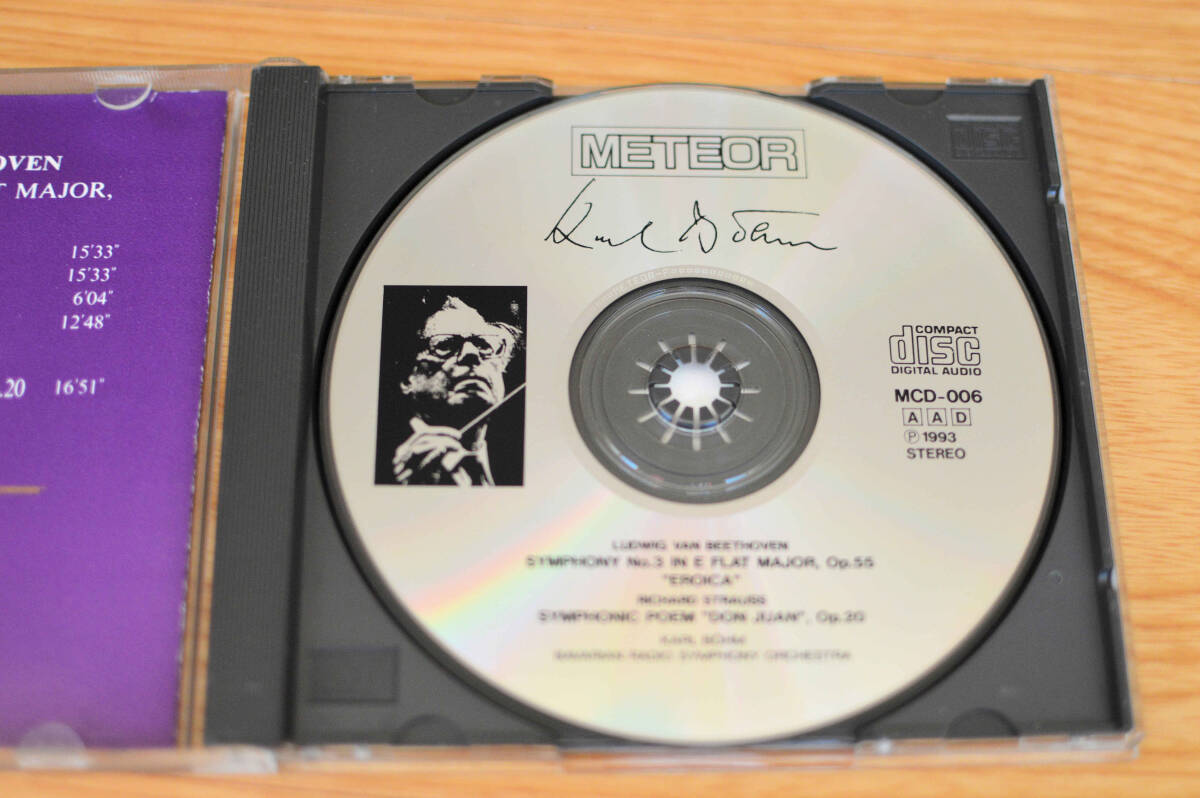 OVEN
T MAJOR,
15'33"
15'33"
6'04"
12'48"
.20 16'51"
METEOR
Karl Böhm
COMPACT
disc
DIGITAL AUDIO
MCD-006
A A D
Ⓟ 1993
STEREO
LUDWIG VAN BEETHOVEN
SYMPHONY No.3 IN E FLAT MAJOR, Op.55
"EROICA"
RICHARD STRAUSS
SYMPHONIC POEM "DON JUAN", Op.20
KARL BÖHM
BAVARIAN RADIO SYMPHONY ORCHESTRA